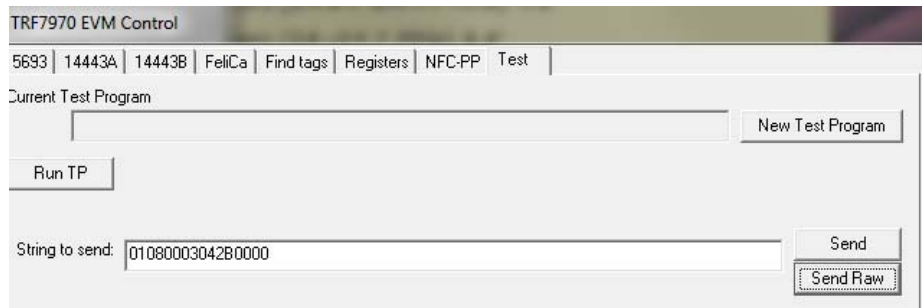 TRF7970 EVM Control
5693 14443A 14443B FeliCa Find tags Registers NFC-PP Test
Current Test Program
New Test Program
Run TP
String to send: 01080003042B0000 Send
Send Raw